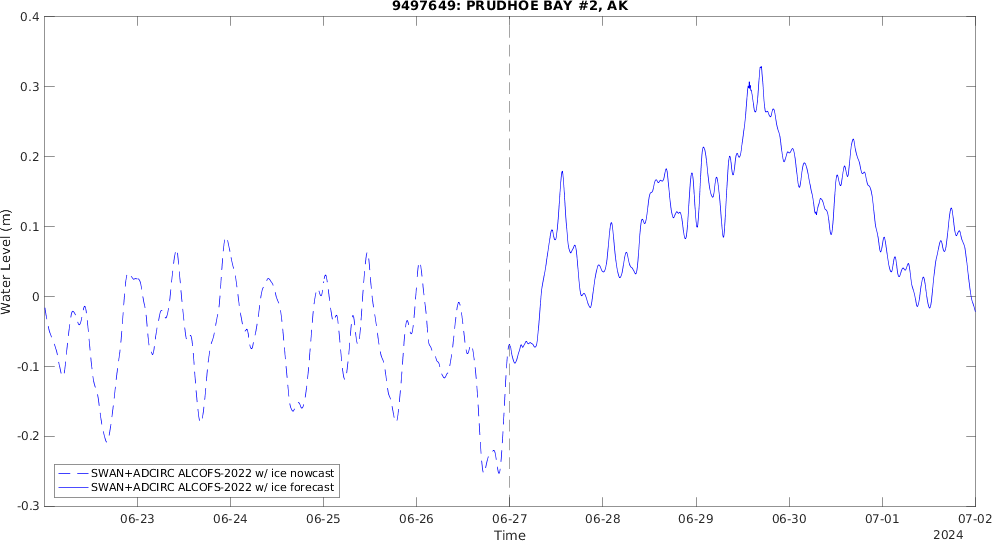 9497649: PRUDHOE BAY #2, AK
0.4
0.3
0.2
0.1
0
-0.1
-0.2
-0.3
Water Level (m)
SWAN+ADCIRC ALCOFS-2022 w/ ice nowcast
SWAN+ADCIRC ALCOFS-2022 w/ ice forecast
06-23 06-24 06-25 06-26 06-27 06-28 06-29 06-30 07-01 07-02
Time
2024